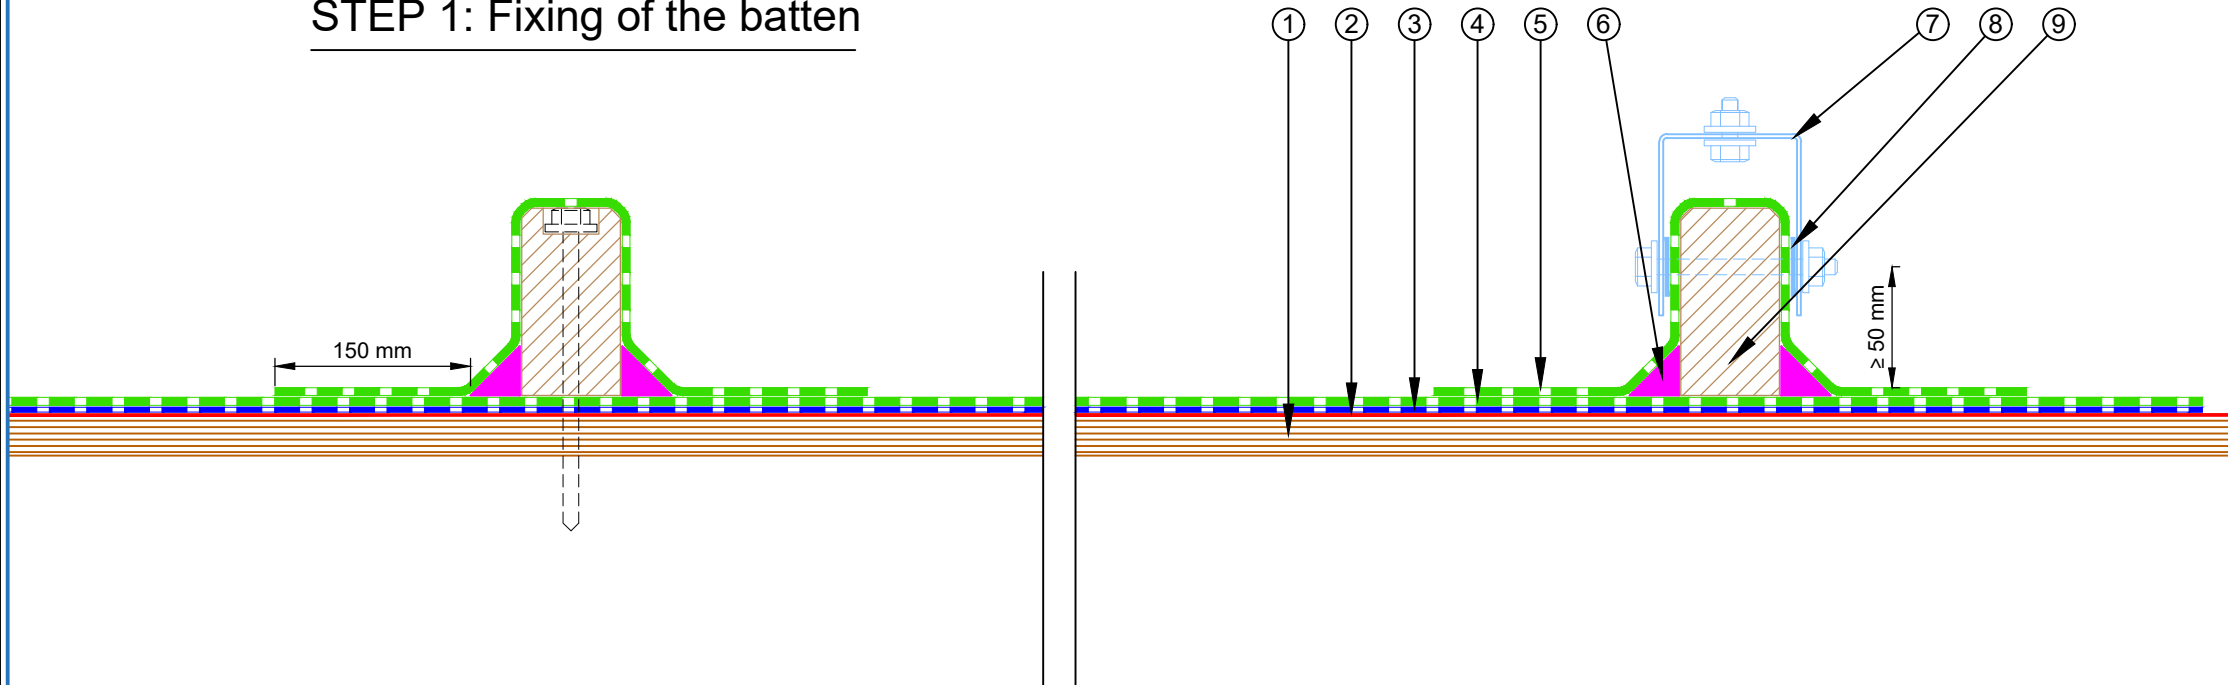 STEP 1: Fixing of the batten
1 2 3 4 5 6 7 8 9
150 mm
≥ 50 mm